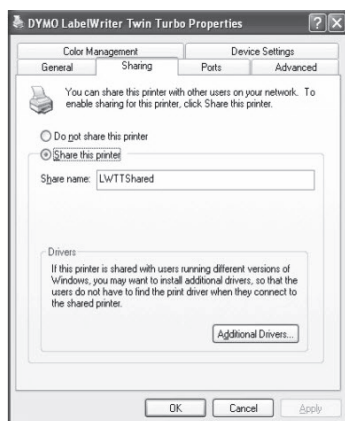 DYMO LabelWriter Twin Turbo Properties
Color Management Device Settings
General Sharing Ports Advanced
You can share this printer with other users on your network. To
enable sharing for this printer, click Share this printer.
Do not share this printer
Share this printer
Share name: LWTTShared
Drivers
If this printer is shared with users running different versions of
Windows, you may want to install additional drivers, so that the
users do not have to find the print driver when they connect to
the shared printer.
Additional Drivers...
OK Cancel Apply